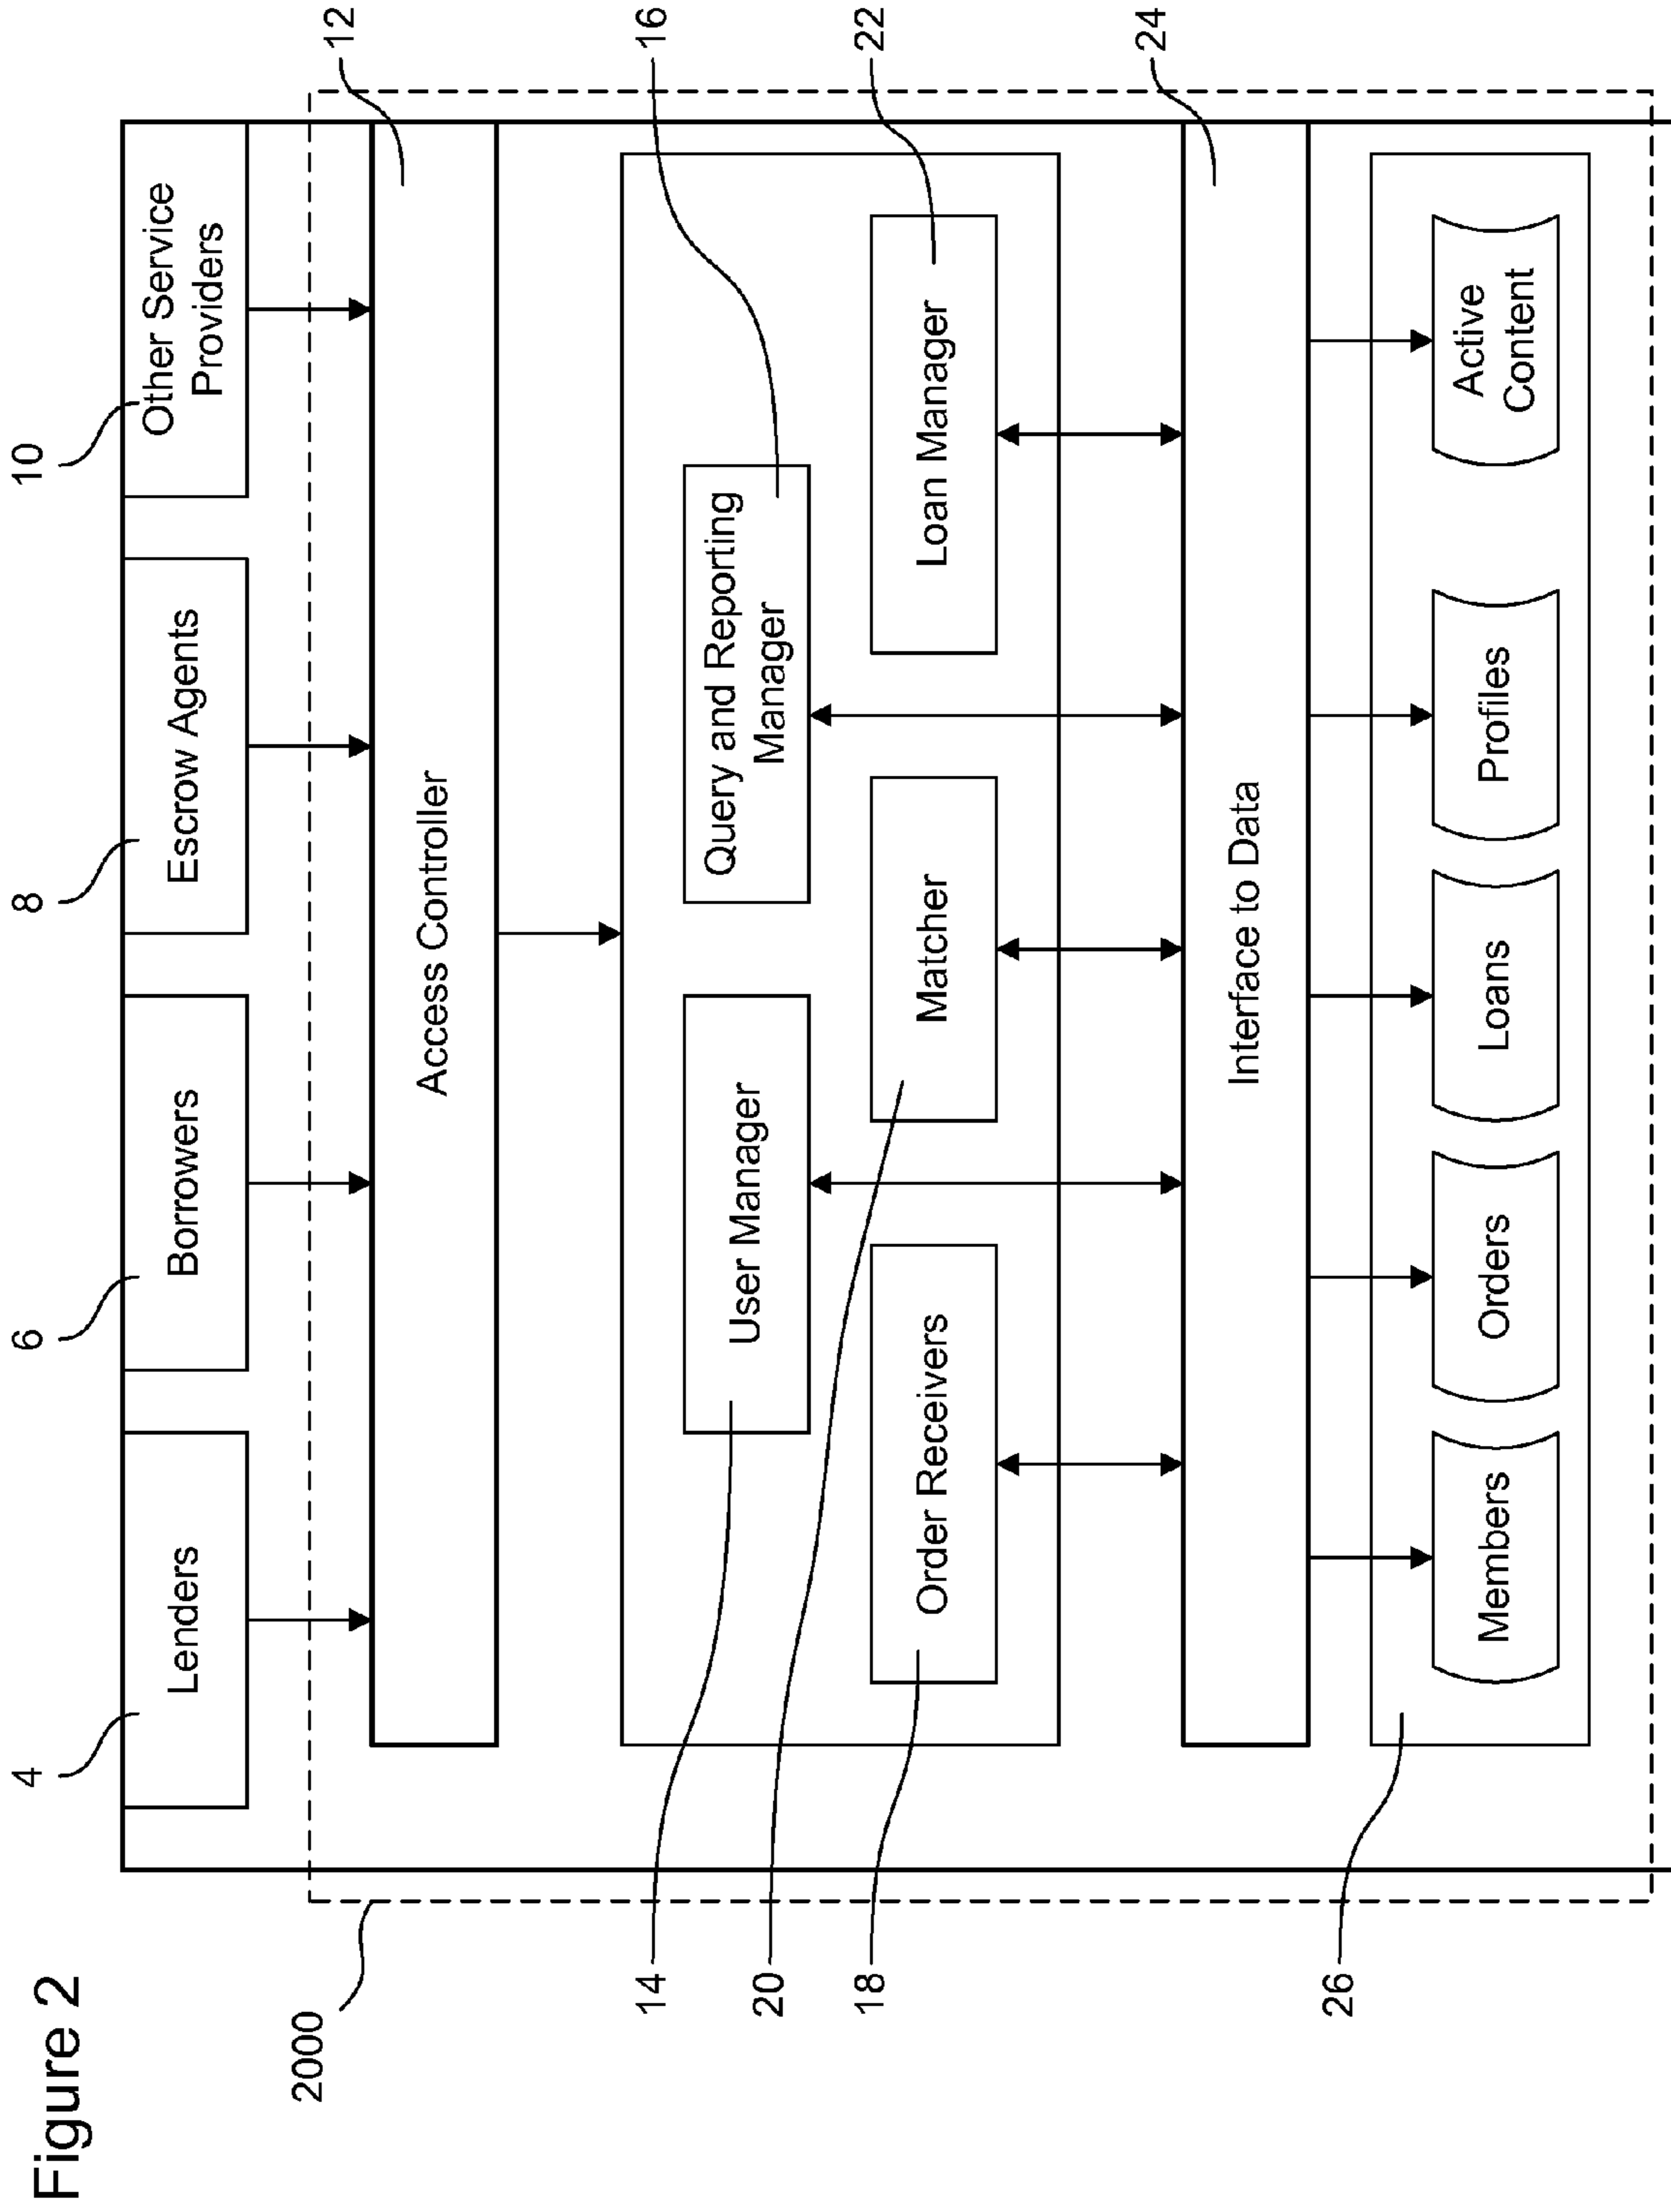 Figure 2
4
6
8
10
Lenders
Borrowers
Escrow Agents
Other Service
Providers
2000
12
Access Controller
14
16
User Manager
Query and Reporting
Manager
20
18
22
Order Receivers
Matcher
Loan Manager
24
Interface to Data
26
Members
Orders
Loans
Profiles
Active
Content